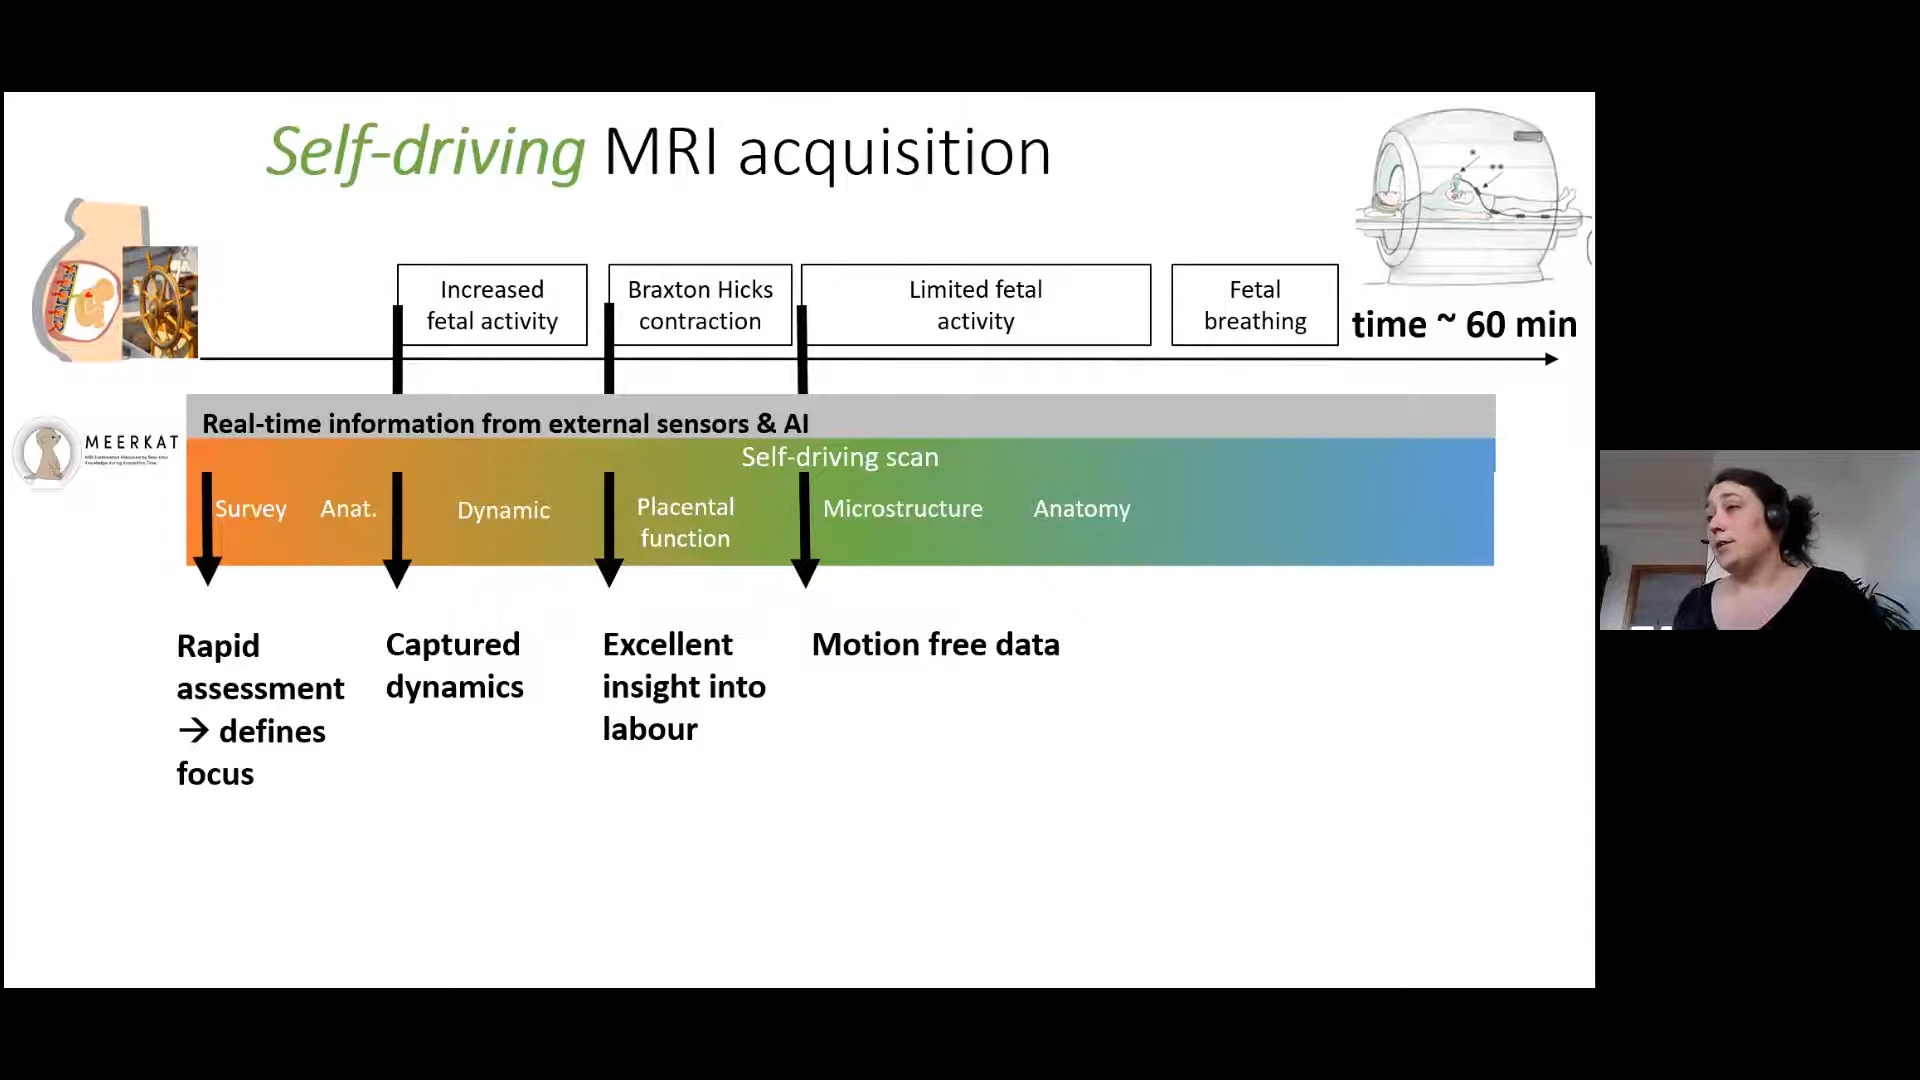 Self-driving MRI acquisition
Increased
fetal activity
Braxton Hicks
contraction
Limited fetal
activity
Fetal
breathing
*
**
time ~ 60 min
Real-time information from external sensors & AI
MEERKAT
Self-driving scan
Survey
Anat.
Dynamic
Placental
function
Microstructure
Anatomy
Rapid
assessment
→ defines
focus
Captured
dynamics
Excellent
insight into
labour
Motion free data